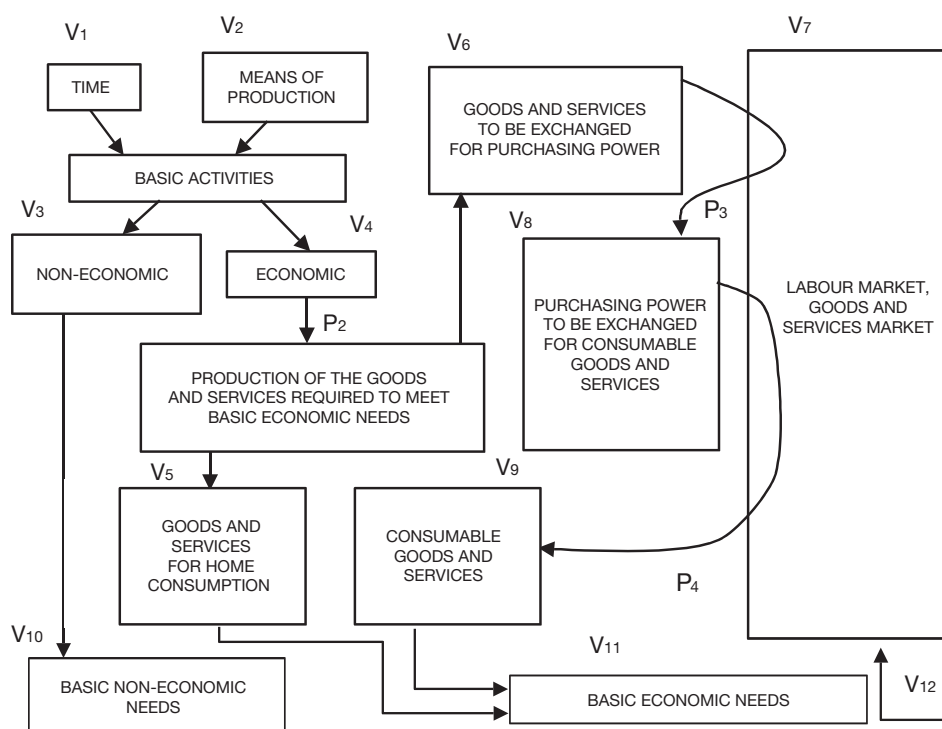 V1
V2
V6
V7
TIME
MEANS OF
PRODUCTION
GOODS AND SERVICES
TO BE EXCHANGED
FOR PURCHASING POWER
BASIC ACTIVITIES
V3
V4
V8
P3
NON-ECONOMIC
ECONOMIC
P2
PURCHASING POWER
TO BE EXCHANGED
FOR CONSUMABLE
GOODS AND
SERVICES
LABOUR MARKET,
GOODS AND
SERVICES MARKET
PRODUCTION OF THE GOODS
AND SERVICES REQUIRED TO MEET
BASIC ECONOMIC NEEDS
V5
V9
GOODS AND
SERVICES
FOR HOME
CONSUMPTION
CONSUMABLE
GOODS AND
SERVICES
P4
V10
V11
V12
BASIC NON-ECONOMIC
NEEDS
BASIC ECONOMIC NEEDS